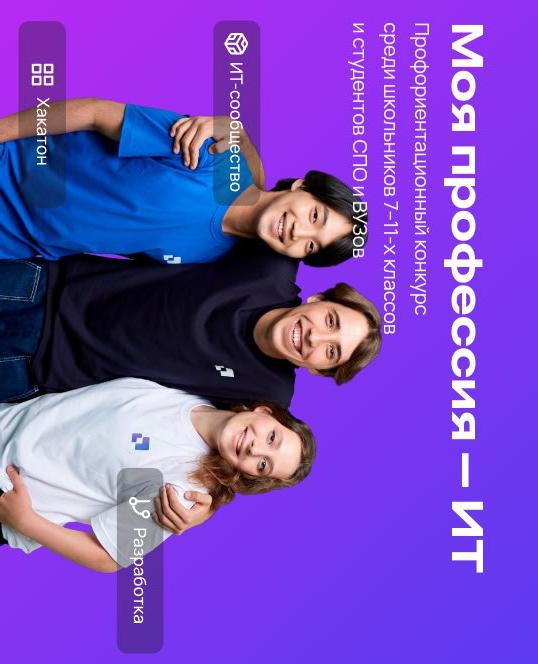 Моя профессия — ИТ
Профориентационный конкурс
среди школьников 7–11-х классов
и студентов СПО и Вузов
ИТ-сообщество
Хакатон
Разработка